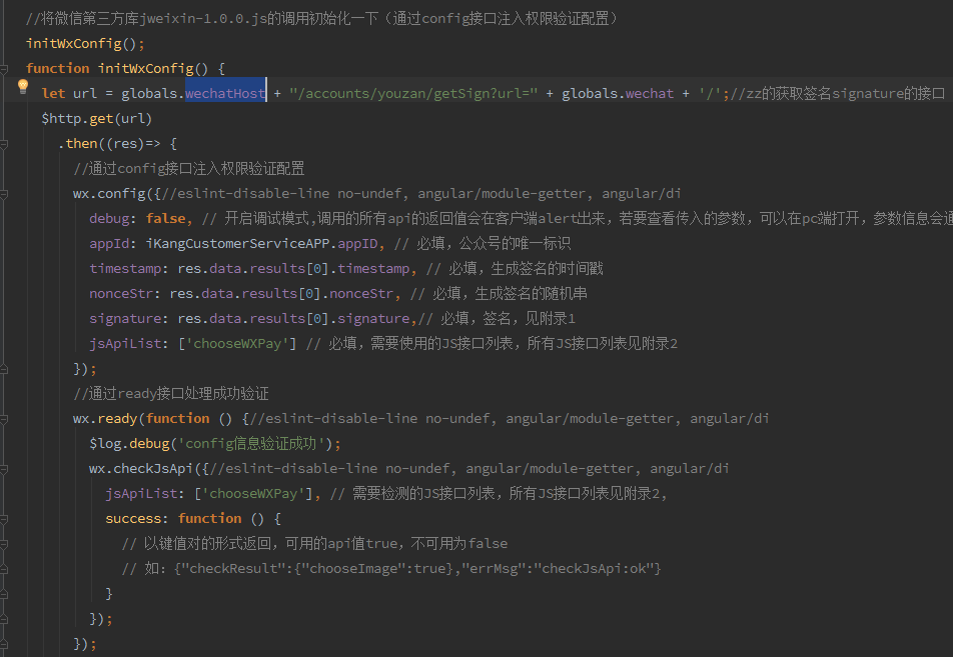 //将微信第三方库jweixin-1.0.0.js的调用初始化一下（通过config接口注入权限验证配置）
initWxConfig();
function initWxConfig() {
let url = globals.wechatHost + "/accounts/youzan/getSign?url=" + globals.wechat + '/';//zz的获取签名signature的接口
$http.get(url)
.then((res)=> {
//通过config接口注入权限验证配置
wx.config({//eslint-disable-line no-undef, angular/module-getter, angular/di
debug: false, // 开启调试模式,调用的所有api的返回值会在客户端alert出来，若要查看传入的参数，可以在pc端打开，参数信息会通
appId: iKangCustomerServiceAPP.appID, // 必填，公众号的唯一标识
timestamp: res.data.results[0].timestamp, // 必填，生成签名的时间戳
nonceStr: res.data.results[0].nonceStr, // 必填，生成签名的随机串
signature: res.data.results[0].signature,// 必填，签名，见附录1
jsApiList: ['chooseWXPay'] // 必填，需要使用的JS接口列表，所有JS接口列表见附录2
});
//通过ready接口处理成功验证
wx.ready(function () {//eslint-disable-line no-undef, angular/module-getter, angular/di
$log.debug('config信息验证成功');
wx.checkJsApi({//eslint-disable-line no-undef, angular/module-getter, angular/di
jsApiList: ['chooseWXPay'], // 需要检测的JS接口列表，所有JS接口列表见附录2,
success: function () {
// 以键值对的形式返回，可用的api值true，不可用为false
// 如：{"checkResult":{"chooseImage":true},"errMsg":"checkJsApi:ok"}
}
});
});